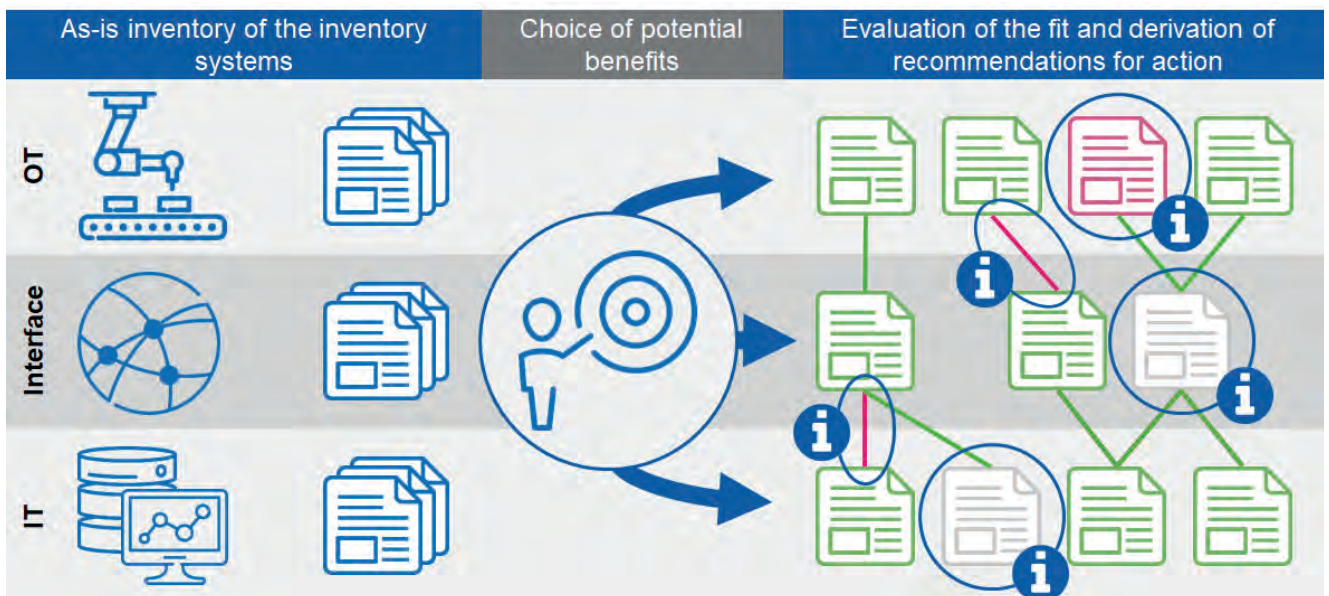 As-is inventory of the inventory
systems
Choice of potential
benefits
Evaluation of the fit and derivation of
recommendations for action
OT
i
i
Interface
i
i
IT
i